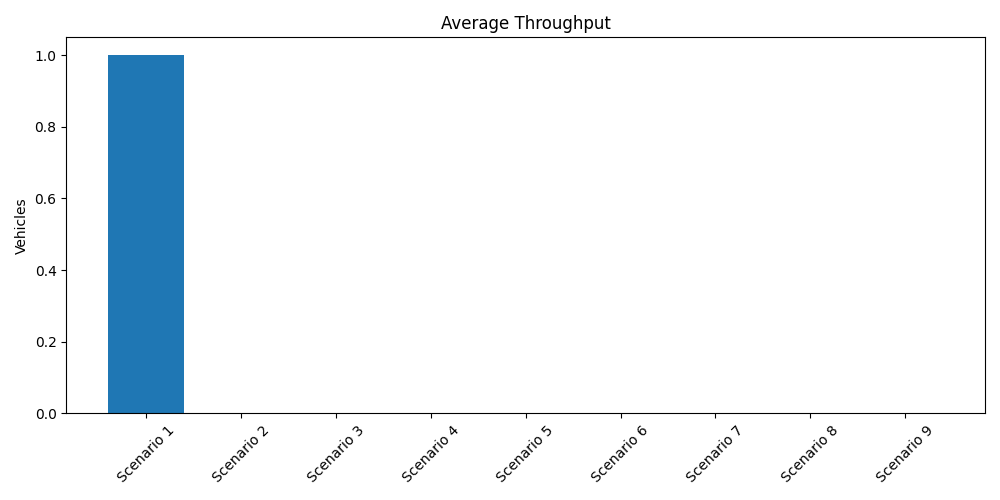 Average Throughput
Vehicles
1.0
0.8
0.6
0.4
0.2
0.0
Scenario 1
Scenario 2
Scenario 3
Scenario 4
Scenario 5
Scenario 6
Scenario 7
Scenario 8
Scenario 9